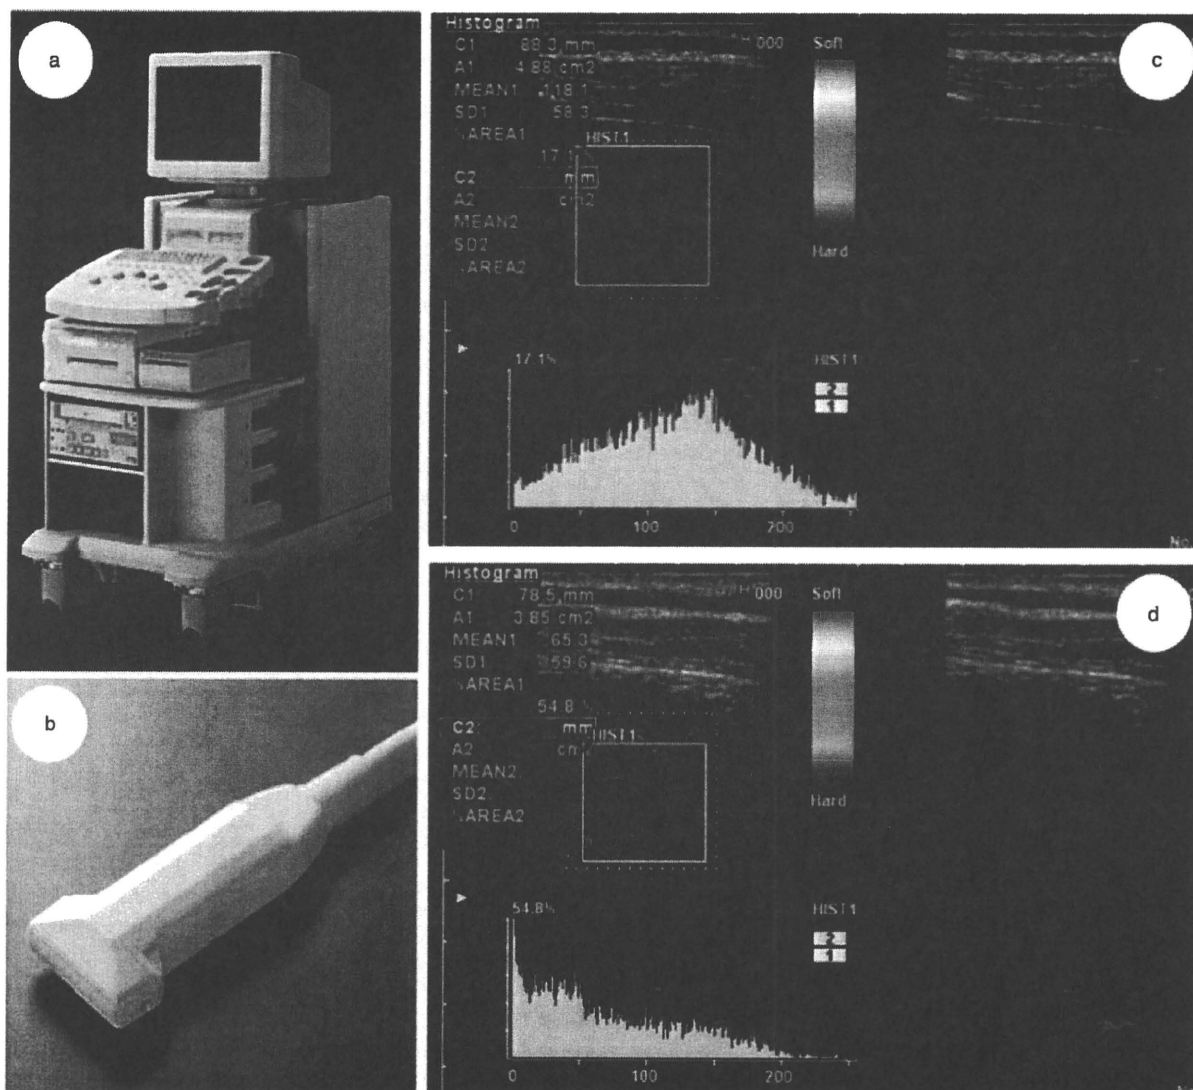 a
b
c
Histogram
C1 88.3 mm
A1 4.88 cm2
MEAN1 118.1
SD1 58.3
%AREA1
17.1%
C2 mm
A2 cm2
MEAN2
SD2
%AREA2
HIST1
000
Soft
Hard
17.1%
HIST1
2
1
0 100 200
No
d
Histogram
C1 78.5 mm
A1 3.85 cm2
MEAN1 65.3
SD1 59.6
%AREA1
54.8 %
C2 mm
A2
MEAN2
SD2
%AREA2
HIST1
000
Soft
Hard
54.8%
HIST1
2
1
0 100 200